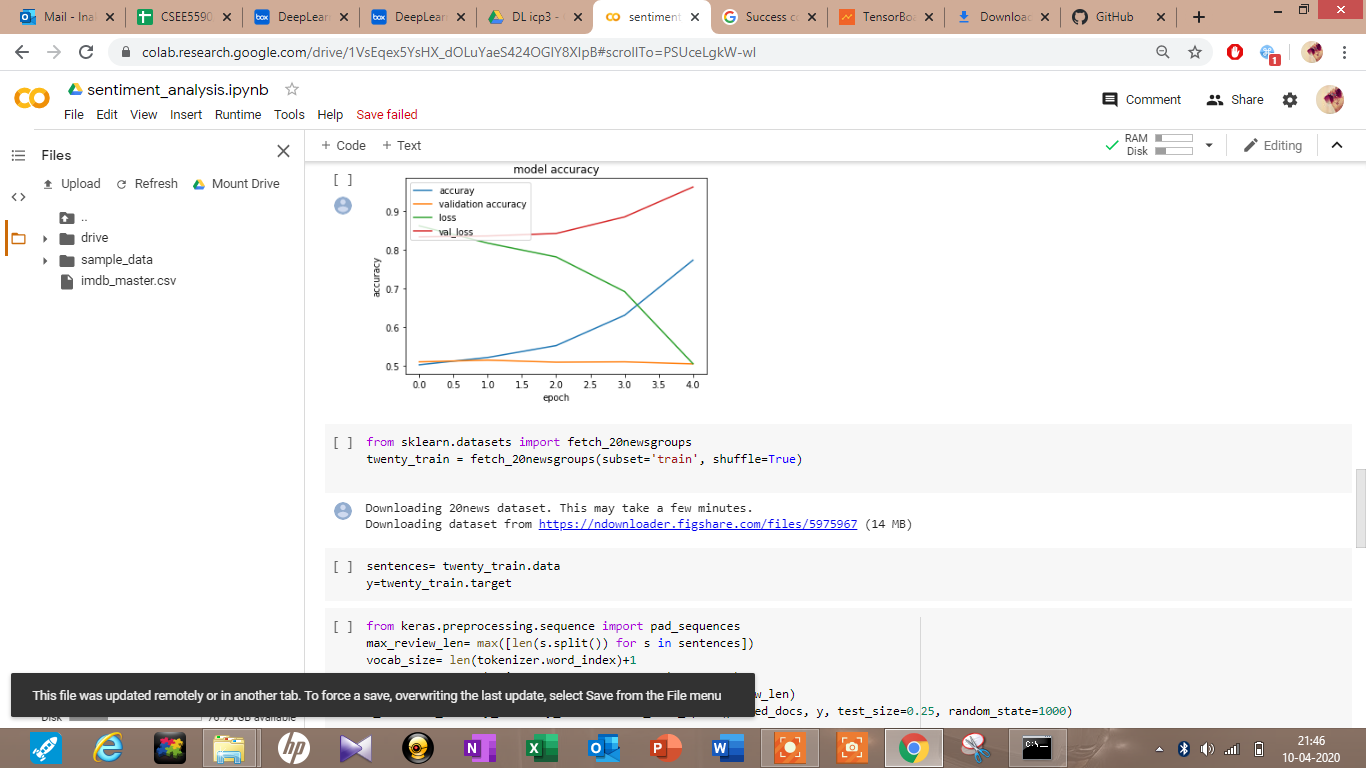 Mail - Inal
CSEE5590
DeepLear
DeepLear
DL icp3 -
sentiment
Success c
TensorBoa
Downloac
GitHub
colab.research.google.com/drive/1VsEqex5YsHX_dOLuYaeS424OGlY8XlpB#scrollTo=PSUceLgkW-wl
1
CO
sentiment_analysis.ipynb
File Edit View Insert Runtime Tools Help Save failed
Comment Share
Files
+ Code + Text
RAM
Disk
Editing
Upload Refresh Mount Drive
..
drive
sample_data
imdb_master.csv
[ ]
model accuracy
accuray
validation accuracy
loss
val_loss
accuracy
0.9
0.8
0.7
0.6
0.5
0.0 0.5 1.0 1.5 2.0 2.5 3.0 3.5 4.0
epoch
[ ] from sklearn.datasets import fetch_20newsgroups
twenty_train = fetch_20newsgroups(subset='train', shuffle=True)
Downloading 20news dataset. This may take a few minutes.
Downloading dataset from https://ndownloader.figshare.com/files/5975967 (14 MB)
[ ] sentences= twenty_train.data
y=twenty_train.target
[ ] from keras.preprocessing.sequence import pad_sequences
max_review_len= max([len(s.split()) for s in sentences])
vocab_size= len(tokenizer.word_index)+1
w_len)
ed_docs, y, test_size=0.25, random_state=1000)
This file was updated remotely or in another tab. To force a save, overwriting the last update, select Save from the File menu
Disk 76.75 GB available
21:46
10-04-2020